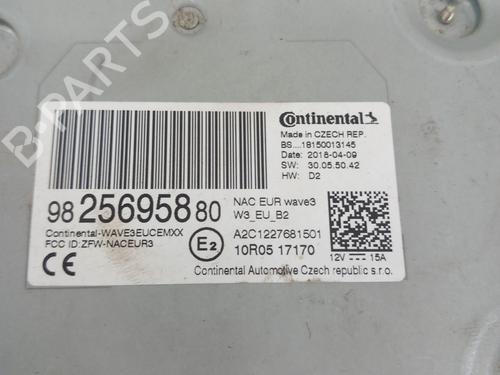 Continental
Made in CZECH REP.
BS....18150013145
Date: 2018-04-09
SW: 30.05.50.42
HW: D2
98 256958 80
NAC EUR wave3
W3_EU_B2
Continental-WAVE3EUCEMXX
FCC ID:ZFW-NACEUR3
CE
E2
A2C1227681501
10R05 17170
12V 15A
Continental Automotive Czech republic s.r.o.
B-PARTS